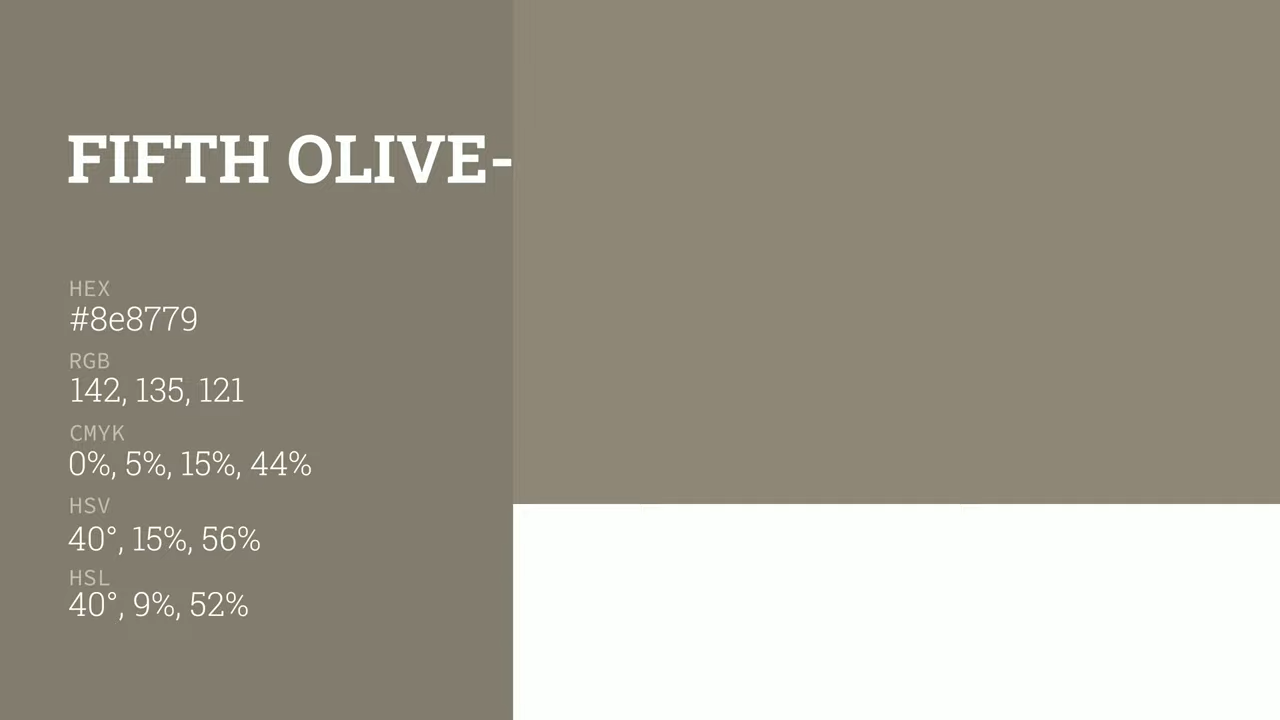 FIFTH OLIVE-
HEX
#8e8779
RGB
142, 135, 121
CMYK
0%, 5%, 15%, 44%
HSV
40°, 15%, 56%
HSL
40°, 9%, 52%